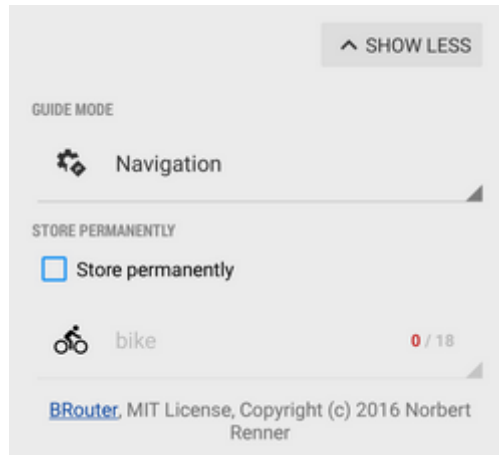 SHOW LESS
GUIDE MODE
Navigation
STORE PERMANENTLY
Store permanently
bike 0 / 18
BRouter, MIT License, Copyright (c) 2016 Norbert
Renner